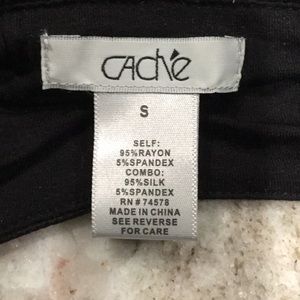 CACHE
S
SELF:
95%RAYON
5%SPANDEX
COMBO:
95%SILK
5%SPANDEX
RN # 74578
MADE IN CHINA
SEE REVERSE
FOR CARE